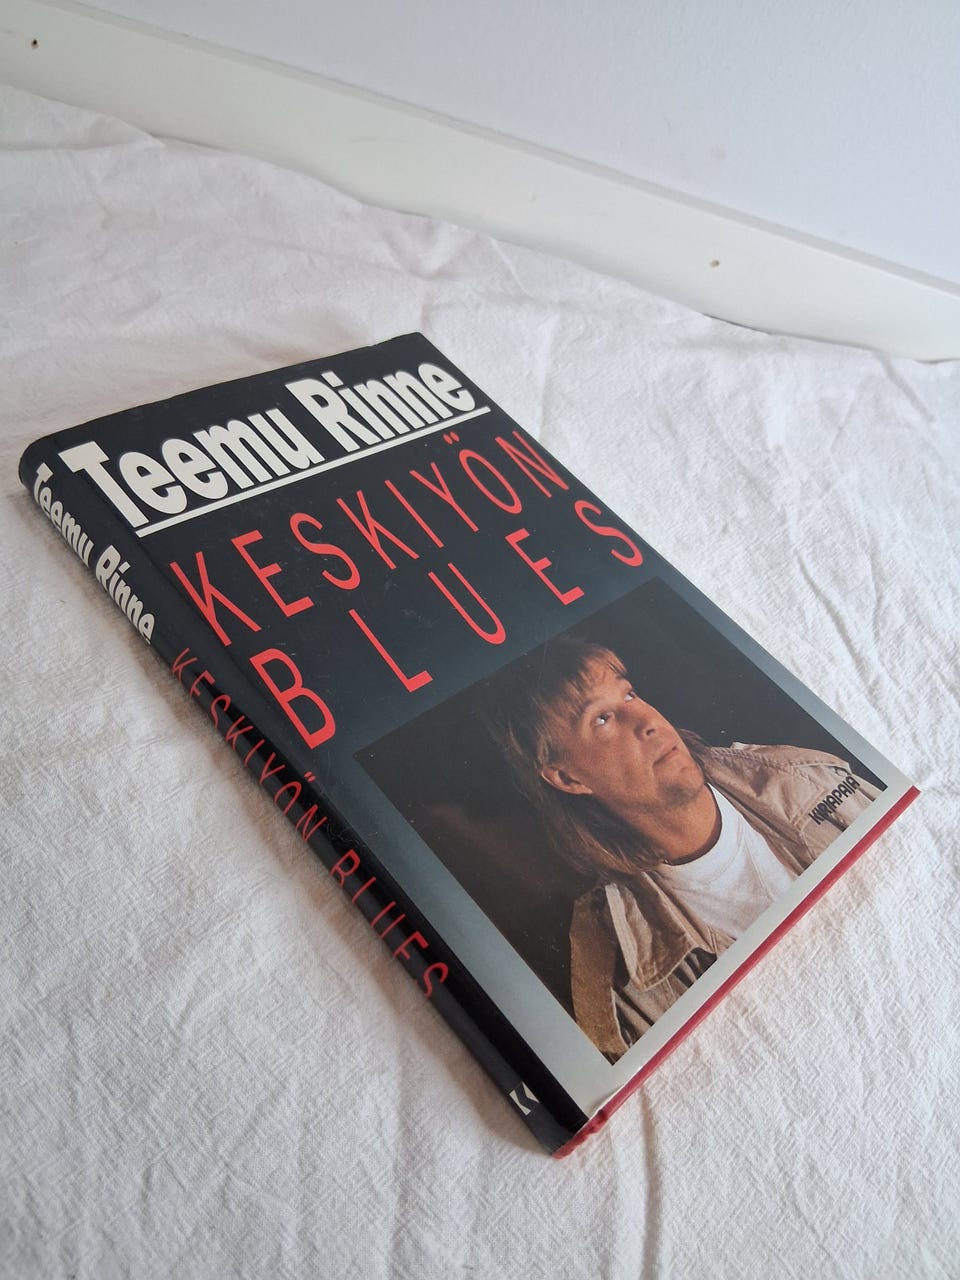 Teemu Rinne
KESKIYÖN
BLUES
KIRJAPAJA
Teemu Rinne
KESKIYÖN BLUES
K